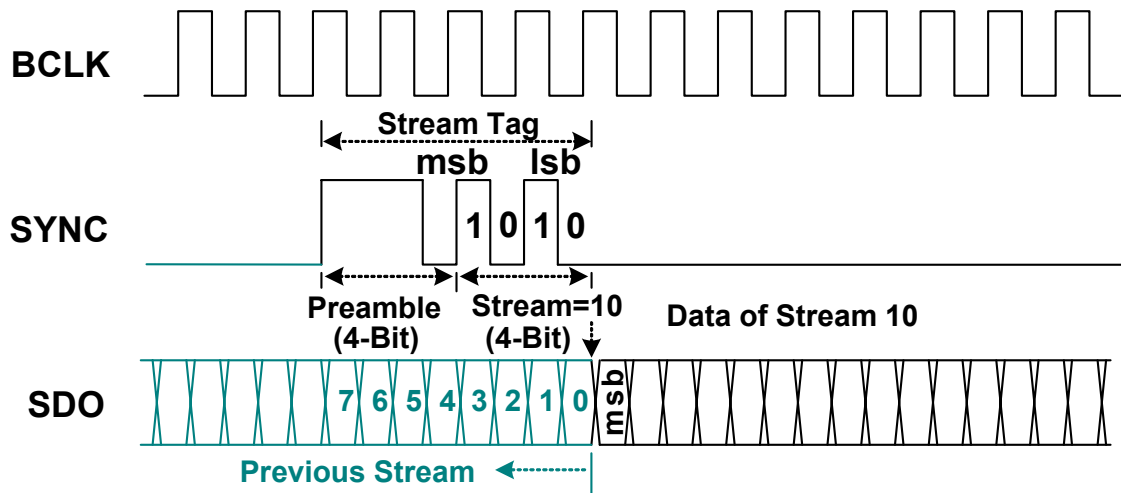 BCLK
Stream Tag
msb lsb
SYNC
1 0 1 0
Preamble
(4-Bit)
Stream=10
(4-Bit)
Data of Stream 10
SDO
7 6 5 4 3 2 1 0
msb
Previous Stream